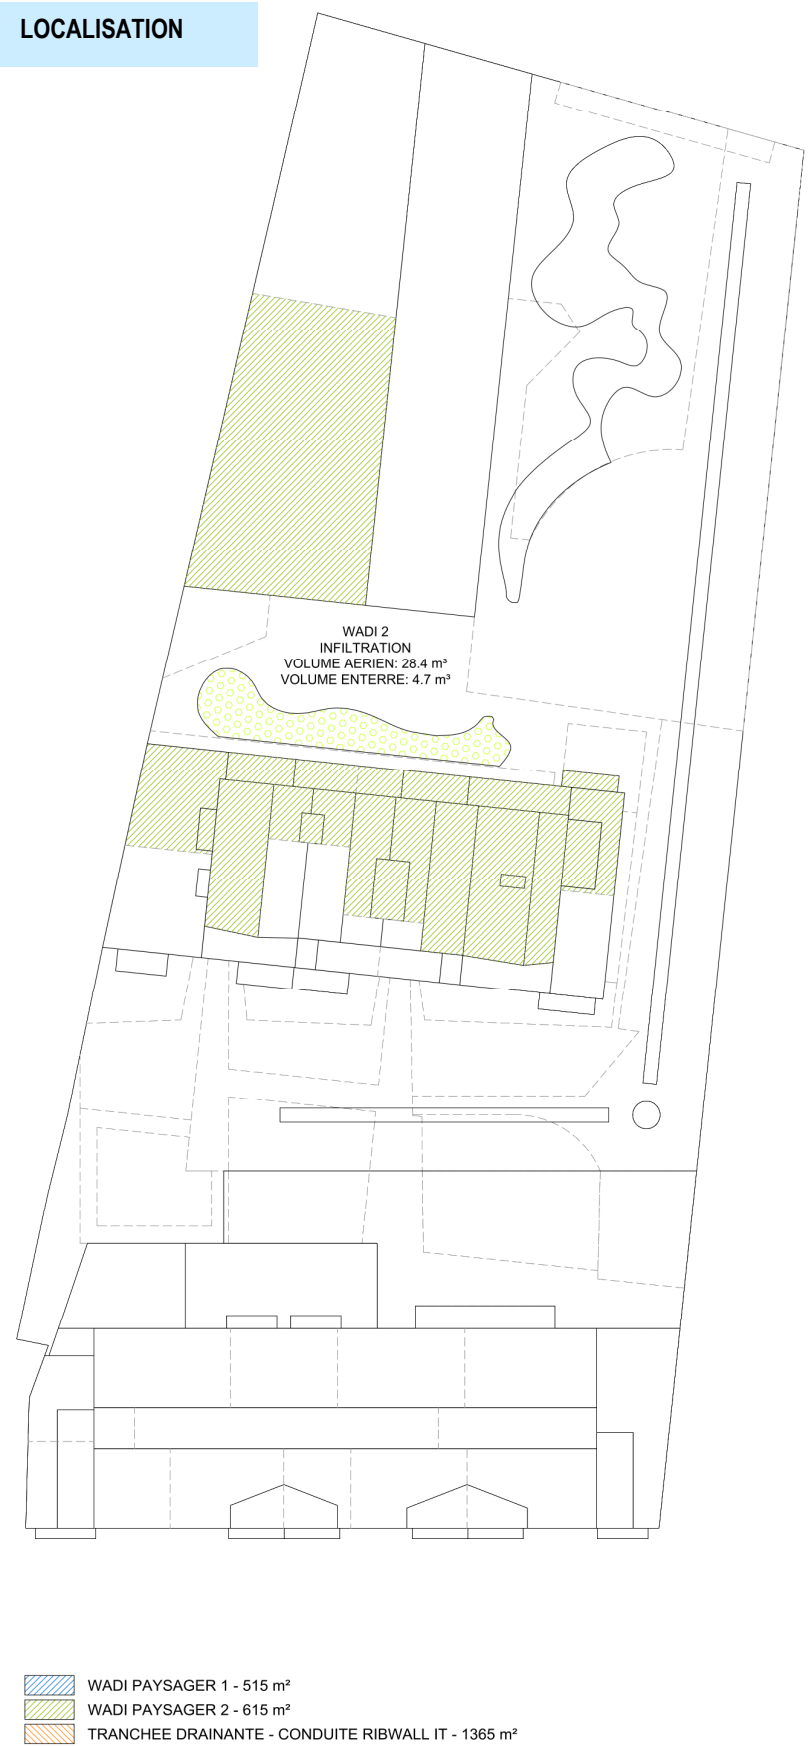 LOCALISATION
WADI 2
INFILTRATION
VOLUME AERIEN: 28.4 m³
VOLUME ENTERRE: 4.7 m³
WADI PAYSAGER 1 - 515 m²
WADI PAYSAGER 2 - 615 m²
TRANCHEE DRAINANTE - CONDUITE RIBWALL IT - 1365 m²